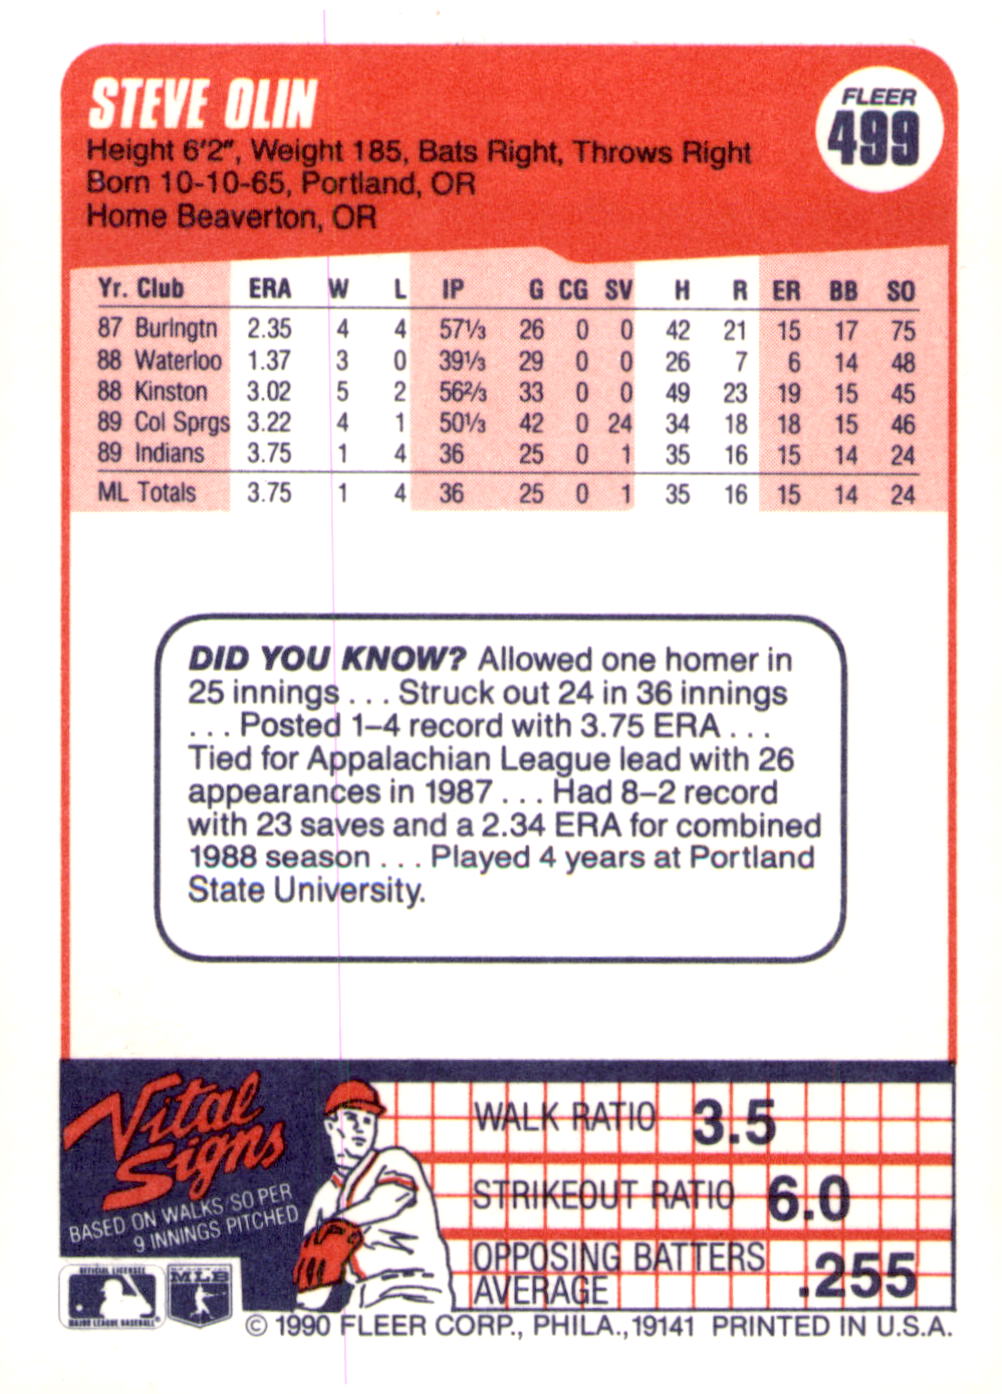 STEVE OLIN
FLEER
499
Height 6'2", Weight 185, Bats Right, Throws Right
Born 10-10-65, Portland, OR
Home Beaverton, OR
Yr. Club ERA W L IP G CG SV H R ER BB SO
87 Burlngtn 2.35 4 4 57⅓ 26 0 0 42 21 15 17 75
88 Waterloo 1.37 3 0 39⅓ 29 0 0 26 7 6 14 48
88 Kinston 3.02 5 2 56⅔ 33 0 0 49 23 19 15 45
89 Col Sprgs 3.22 4 1 50⅓ 42 0 24 34 18 18 15 46
89 Indians 3.75 1 4 36 25 0 1 35 16 15 14 24
ML Totals 3.75 1 4 36 25 0 1 35 16 15 14 24
DID YOU KNOW? Allowed one homer in
25 innings . . . Struck out 24 in 36 innings
. . . Posted 1–4 record with 3.75 ERA . . .
Tied for Appalachian League lead with 26
appearances in 1987 . . . Had 8–2 record
with 23 saves and a 2.34 ERA for combined
1988 season . . . Played 4 years at Portland
State University.
Vital
Signs
BASED ON WALKS/SO PER
9 INNINGS PITCHED
WALK RATIO 3.5
STRIKEOUT RATIO 6.0
OPPOSING BATTERS
AVERAGE .255
OFFICIAL LICENSEE
MAJOR LEAGUE BASEBALL
MLB
© 1990 FLEER CORP., PHILA., 19141 PRINTED IN U.S.A.